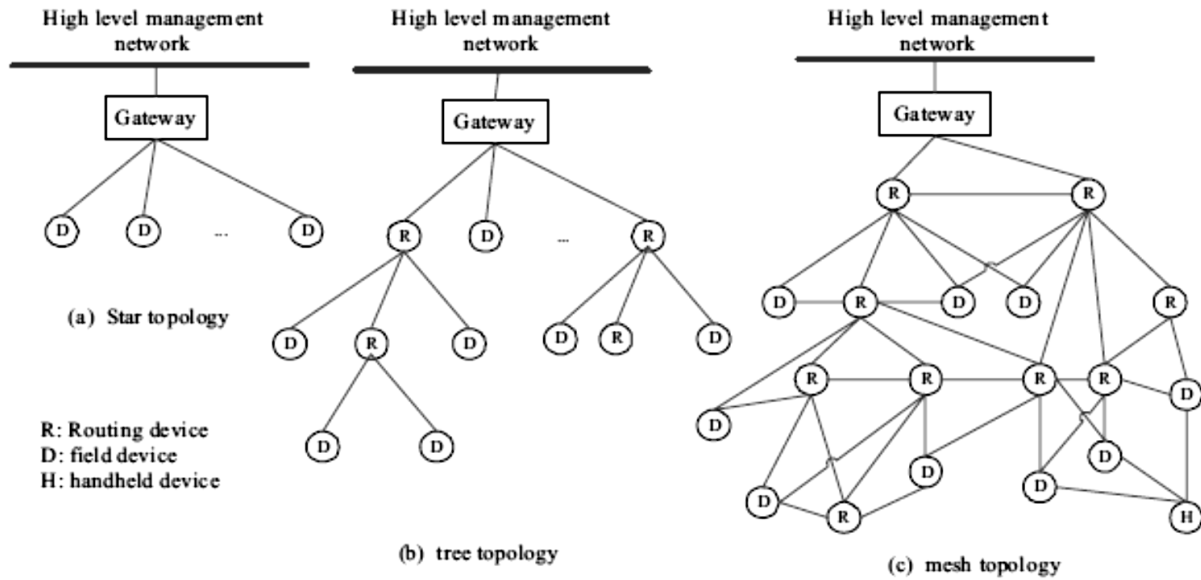 High level management
network
Gateway
D
D
...
D
(a) Star topology
R: Routing device
D: field device
H: handheld device
High level management
network
Gateway
R
D
...
R
D
R
D
D
R
D
D
D
(b) tree topology
High level management
network
Gateway
R
R
D
R
D
D
R
R
R
R
R
D
D
D
D
D
D
R
H
(c) mesh topology